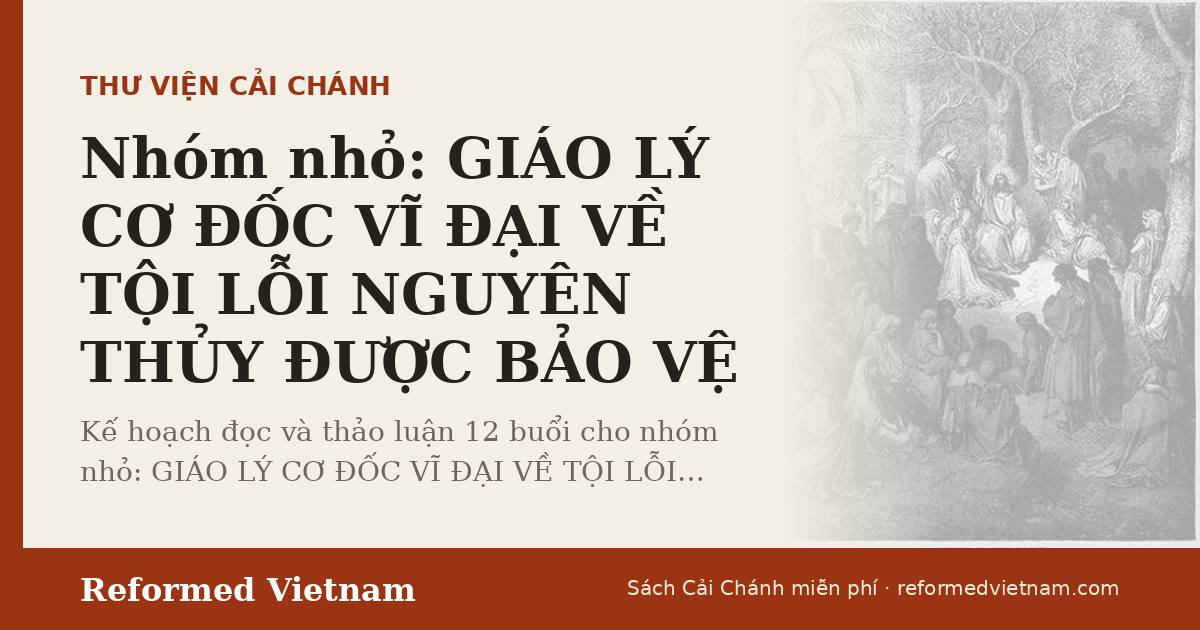 THƯ VIỆN CẢI CHÁNH
Nhóm nhỏ: GIÁO LÝ
CƠ ĐỐC VĨ ĐẠI VỀ
TỘI LỖI NGUYÊN
THỦY ĐƯỢC BẢO VỆ
Kế hoạch đọc và thảo luận 12 buổi cho nhóm
nhỏ: GIÁO LÝ CƠ ĐỐC VĨ ĐẠI VỀ TỘI LỖI...
Reformed Vietnam
Sách Cải Chánh miễn phí · reformedvietnam.com